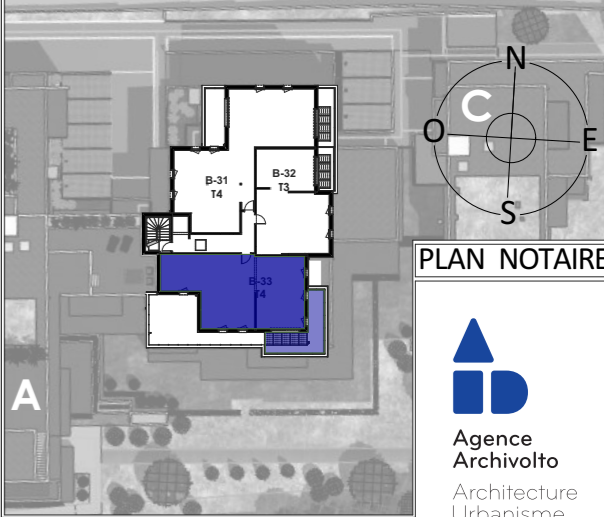 N
C
O
E
S
B-31
T4
B-32
T3
B-33
T4
PLAN NOTAIRE
A
Agence
Archivolto
Architecture
Urbanisme